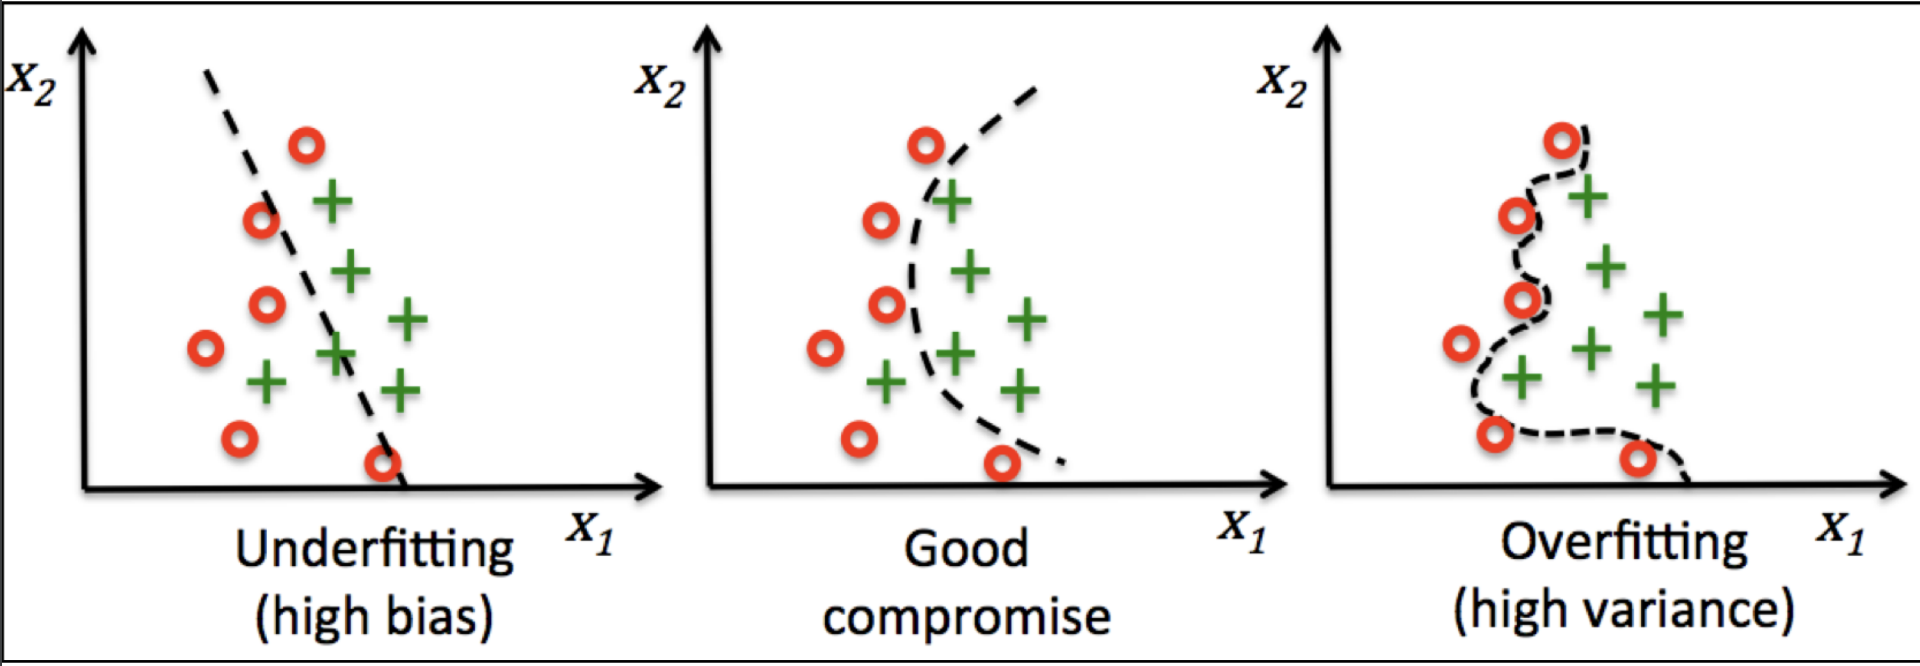 x₂
x₁
Underfitting
(high bias)
x₂
x₁
Good
compromise
x₂
x₁
Overfitting
(high variance)